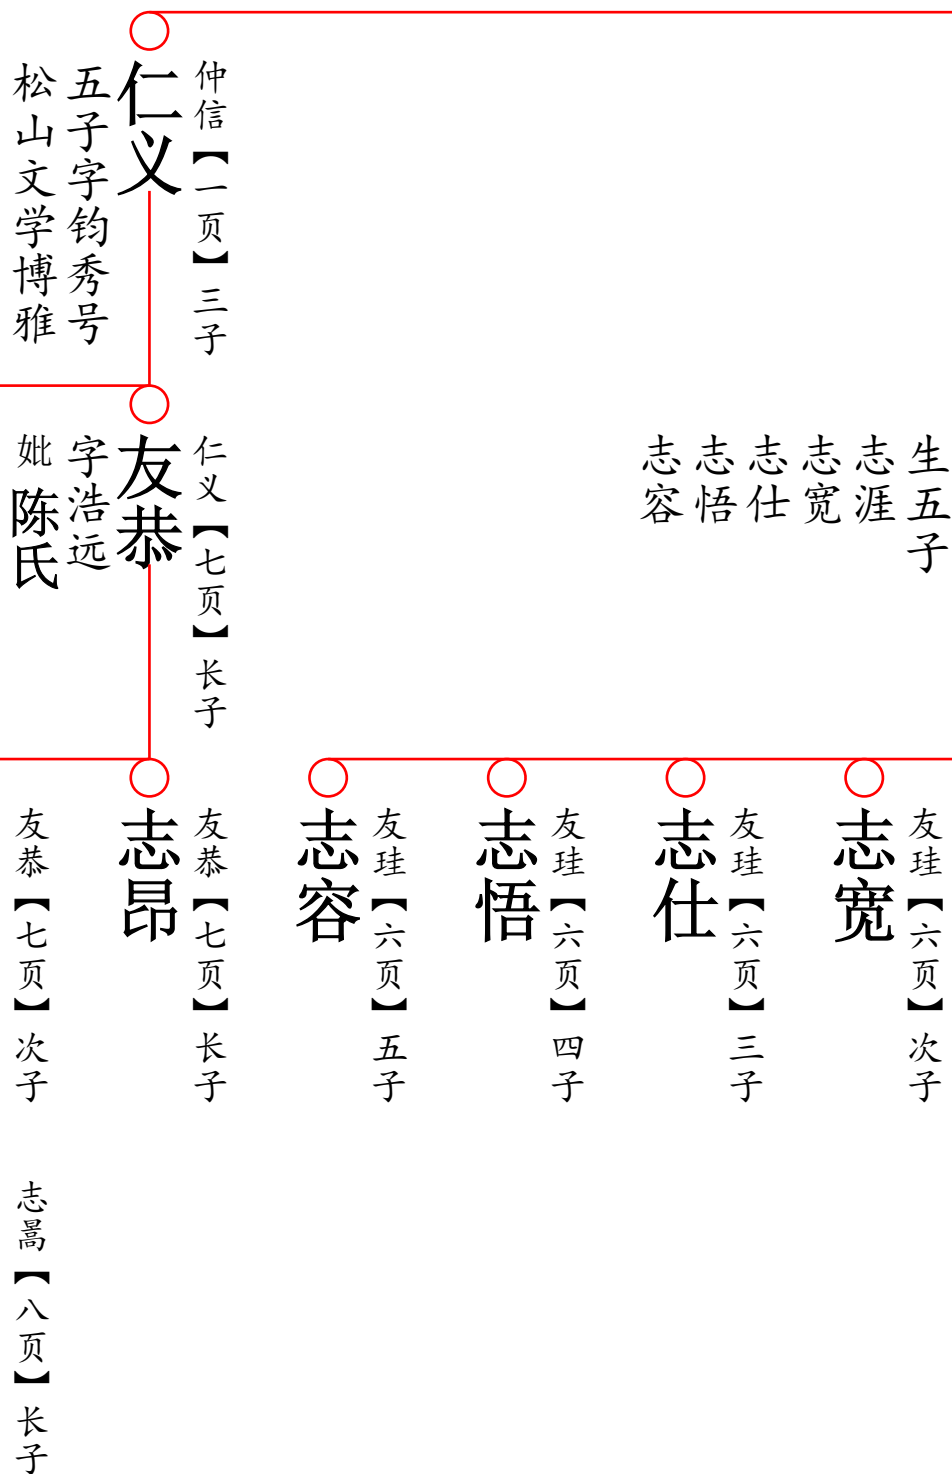 仲信【一页】三子
仁义
五子字钧秀号
松山文学博雅
生五子
志涯
志宽
志仕
志悟
志容
仁义【七页】长子
友恭
字浩远
妣 陈氏
友珪【六页】次子
志宽
友珪【六页】三子
志仕
友珪【六页】四子
志悟
友珪【六页】五子
志容
友恭【七页】长子
志昂
友恭【七页】次子
志暠【八页】长子